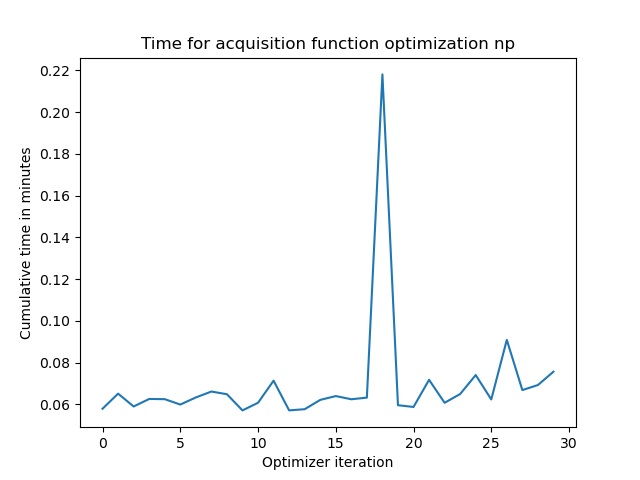 Time for acquisition function optimization np
Cumulative time in minutes
0.22
0.20
0.18
0.16
0.14
0.12
0.10
0.08
0.06
0 5 10 15 20 25 30
Optimizer iteration